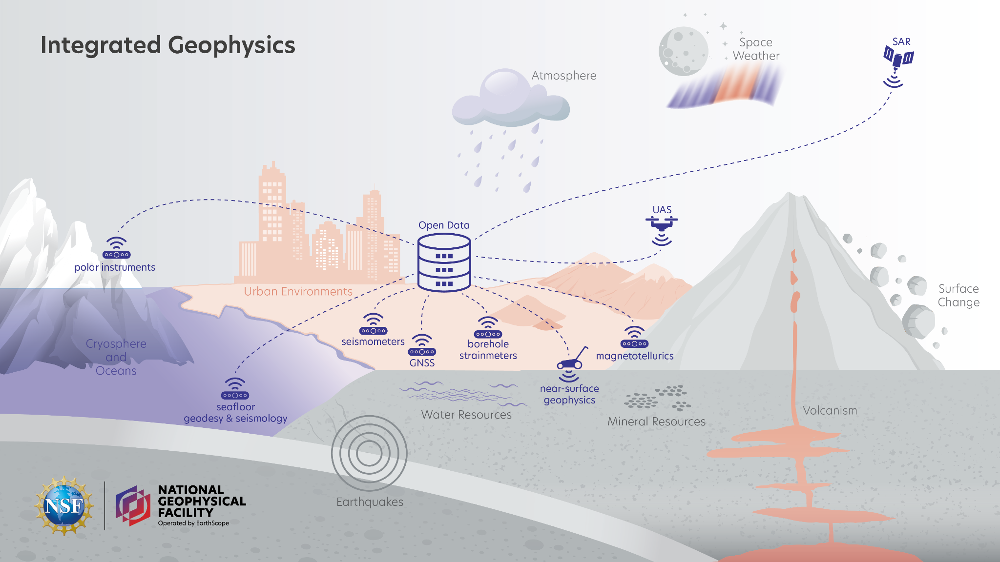 Integrated Geophysics
Space
Weather
SAR
Atmosphere
UAS
Open Data
polar instruments
Urban Environments
Surface
Change
seismometers
GNSS
borehole
strainmeters
magnetotellurics
Cryosphere
and
Oceans
near-surface
geophysics
seafloor
geodesy & seismology
Water Resources
Mineral Resources
Volcanism
Earthquakes
NSF
NATIONAL
GEOPHYSICAL
FACILITY
Operated by EarthScope